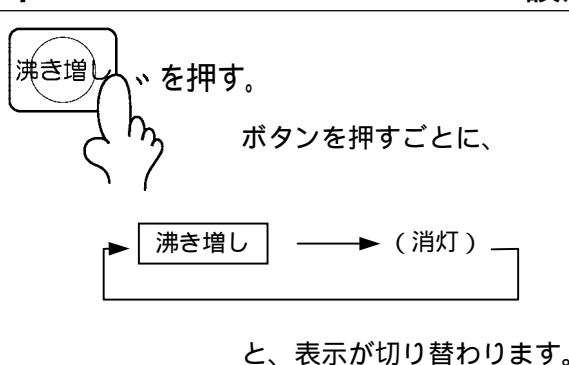 沸き増し
を押す。
ボタンを押すごとに、
沸き増し
(消灯)
と、表示が切り替わります。